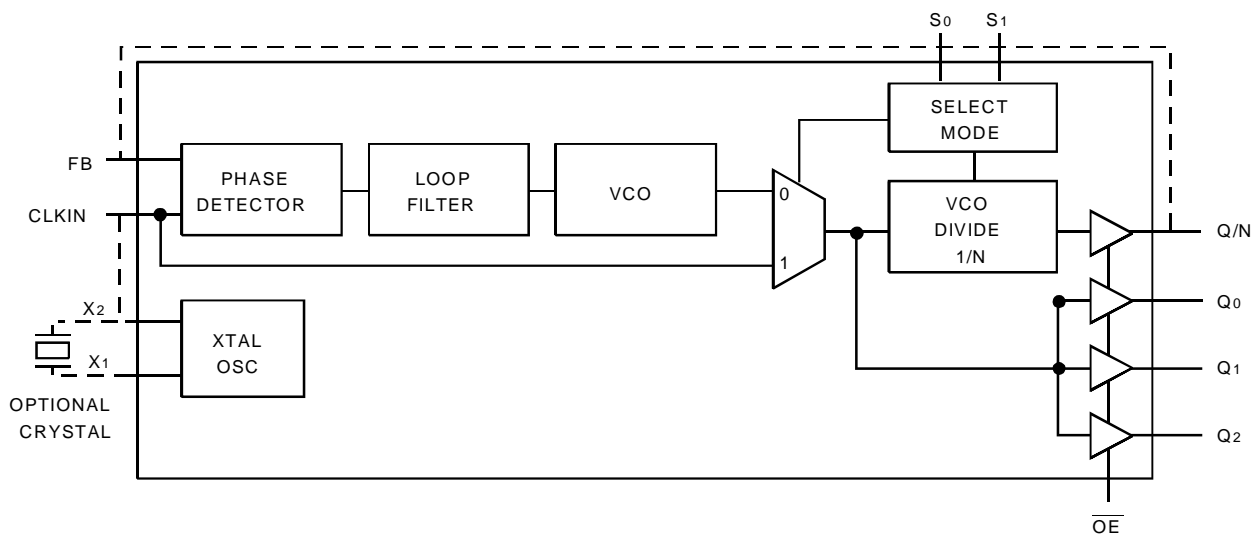 S0 S1
SELECT
MODE
FB
PHASE
DETECTOR
LOOP
FILTER
VCO
0
1
VCO
DIVIDE
1/N
Q/N
CLKIN
X2
X1
XTAL
OSC
OPTIONAL
CRYSTAL
Q0
Q1
Q2
OE